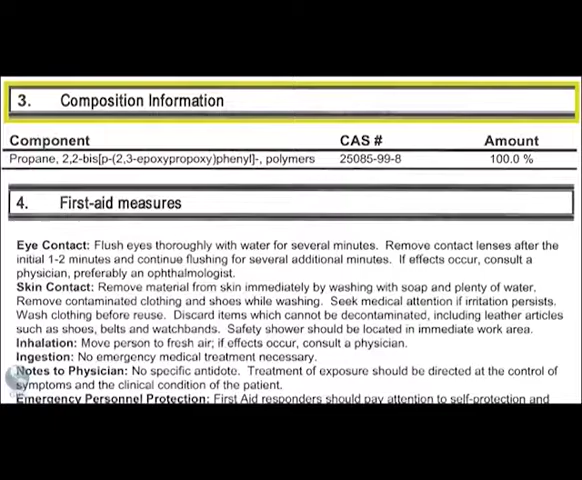 3. Composition Information
Component CAS # Amount
Propane, 2,2-bis[p-(2,3-epoxypropoxy)phenyl]-, polymers 25085-99-8 100.0 %
4. First-aid measures
Eye Contact: Flush eyes thoroughly with water for several minutes. Remove contact lenses after the
initial 1-2 minutes and continue flushing for several additional minutes. If effects occur, consult a
physician, preferably an ophthalmologist.
Skin Contact: Remove material from skin immediately by washing with soap and plenty of water.
Remove contaminated clothing and shoes while washing. Seek medical attention if irritation persists.
Wash clothing before reuse. Discard items which cannot be decontaminated, including leather articles
such as shoes, belts and watchbands. Safety shower should be located in immediate work area.
Inhalation: Move person to fresh air; if effects occur, consult a physician.
Ingestion: No emergency medical treatment necessary.
Notes to Physician: No specific antidote. Treatment of exposure should be directed at the control of
symptoms and the clinical condition of the patient.
Emergency Personnel Protection: First Aid responders should pay attention to self-protection and